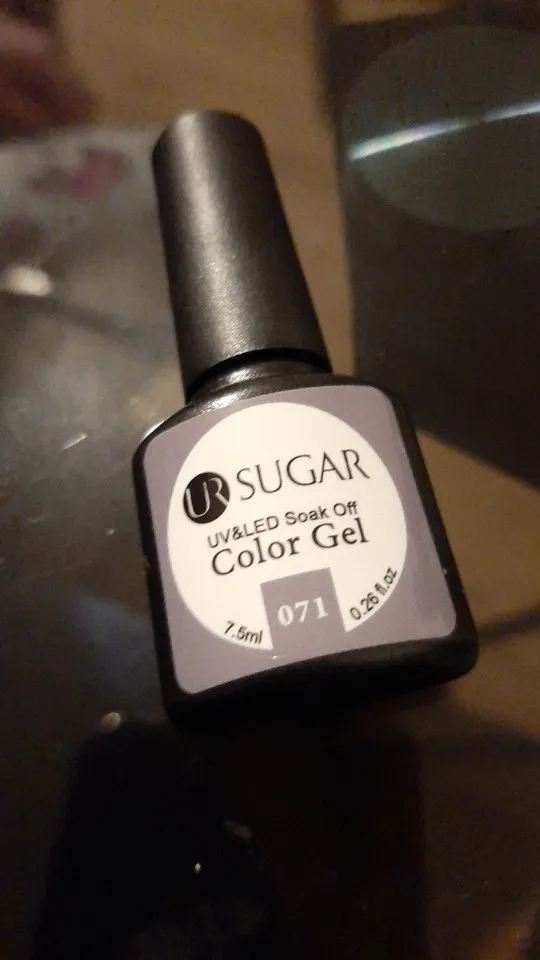 UR SUGAR
UV&LED Soak Off
Color Gel
071
7.5ml
0.26 fl.oz